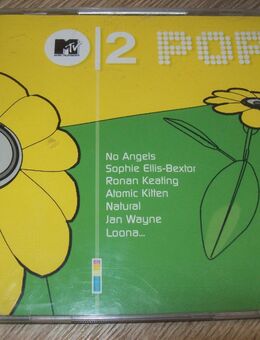 MTV
|2 POP
No Angels
Sophie Ellis-Bextor
Ronan Keating
Atomic Kitten
Natural
Jan Wayne
Loona...